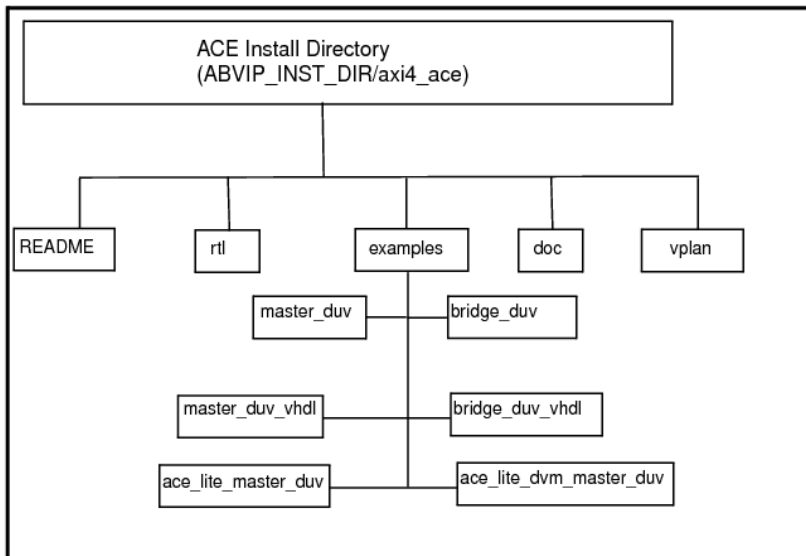 ACE Install Directory
(ABVIP_INST_DIR/axi4_ace)
README
rtl
examples
doc
vplan
master_duv
bridge_duv
master_duv_vhdl
bridge_duv_vhdl
ace_lite_master_duv
ace_lite_dvm_master_duv